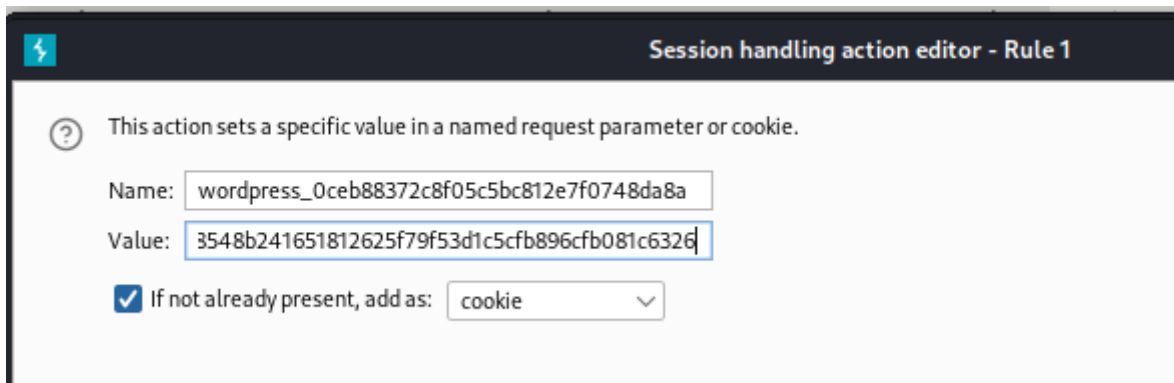 Session handling action editor - Rule 1
This action sets a specific value in a named request parameter or cookie.
Name: wordpress_0ceb88372c8f05c5bc812e7f0748da8a
Value: 3548b241651812625f79f53d1c5cfb896cfb081c6326
If not already present, add as: cookie